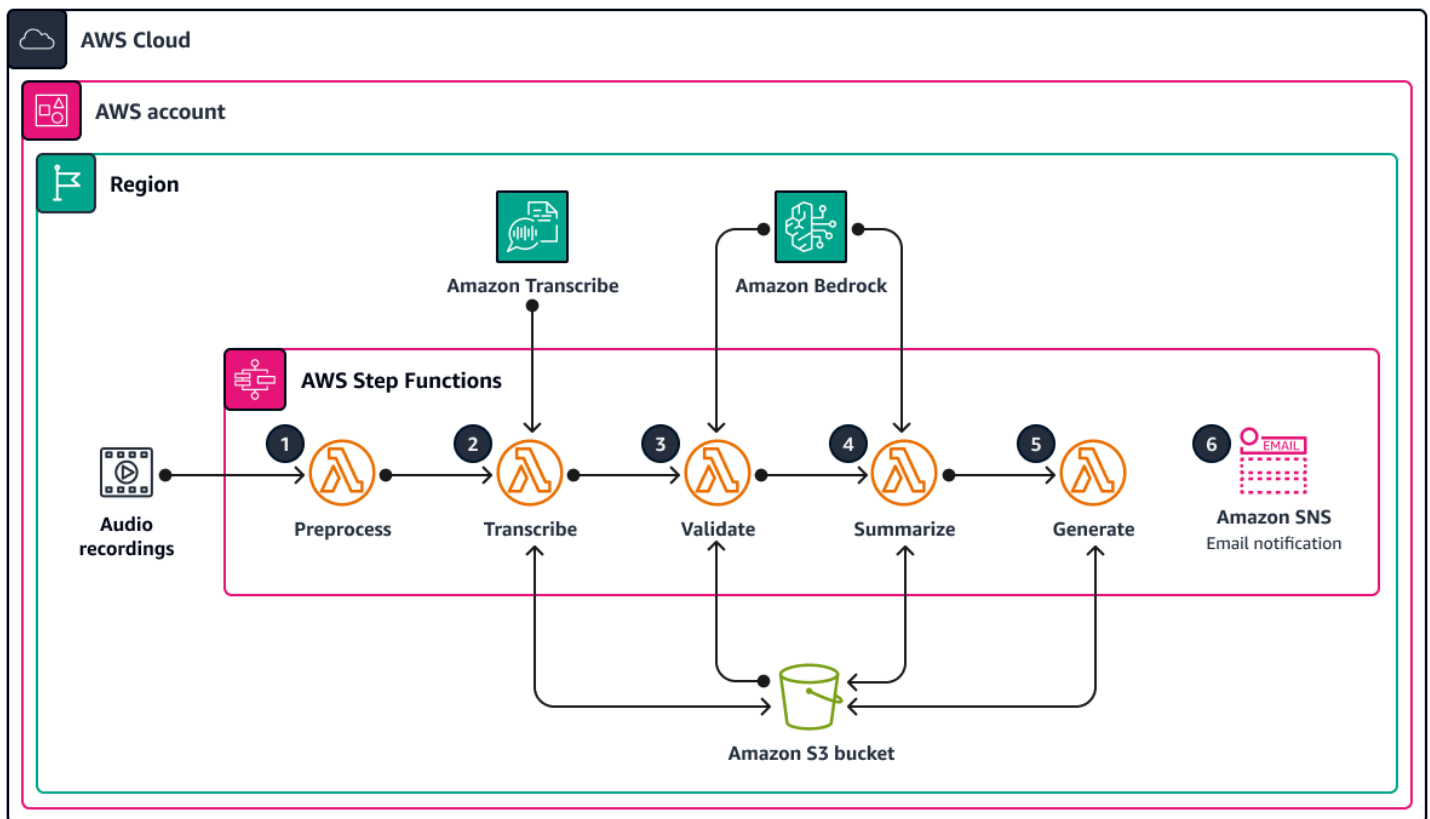 AWS Cloud
AWS account
Region
Amazon Transcribe
Amazon Bedrock
AWS Step Functions
1
2
3
4
5
6
EMAIL
Audio
recordings
Preprocess
Transcribe
Validate
Summarize
Generate
Amazon SNS
Email notification
Amazon S3 bucket